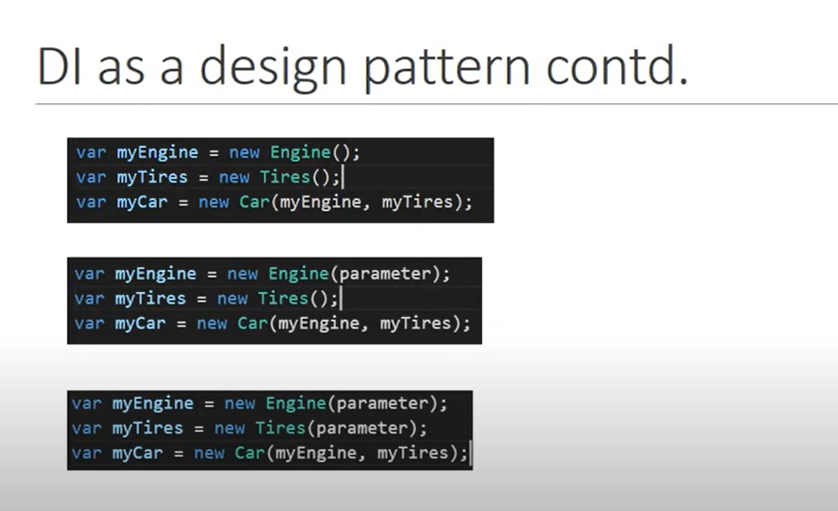 DI as a design pattern contd.
var myEngine = new Engine();
var myTires = new Tires();
var myCar = new Car(myEngine, myTires);
var myEngine = new Engine(parameter);
var myTires = new Tires();
var myCar = new Car(myEngine, myTires);
var myEngine = new Engine(parameter);
var myTires = new Tires(parameter);
var myCar = new Car(myEngine, myTires);